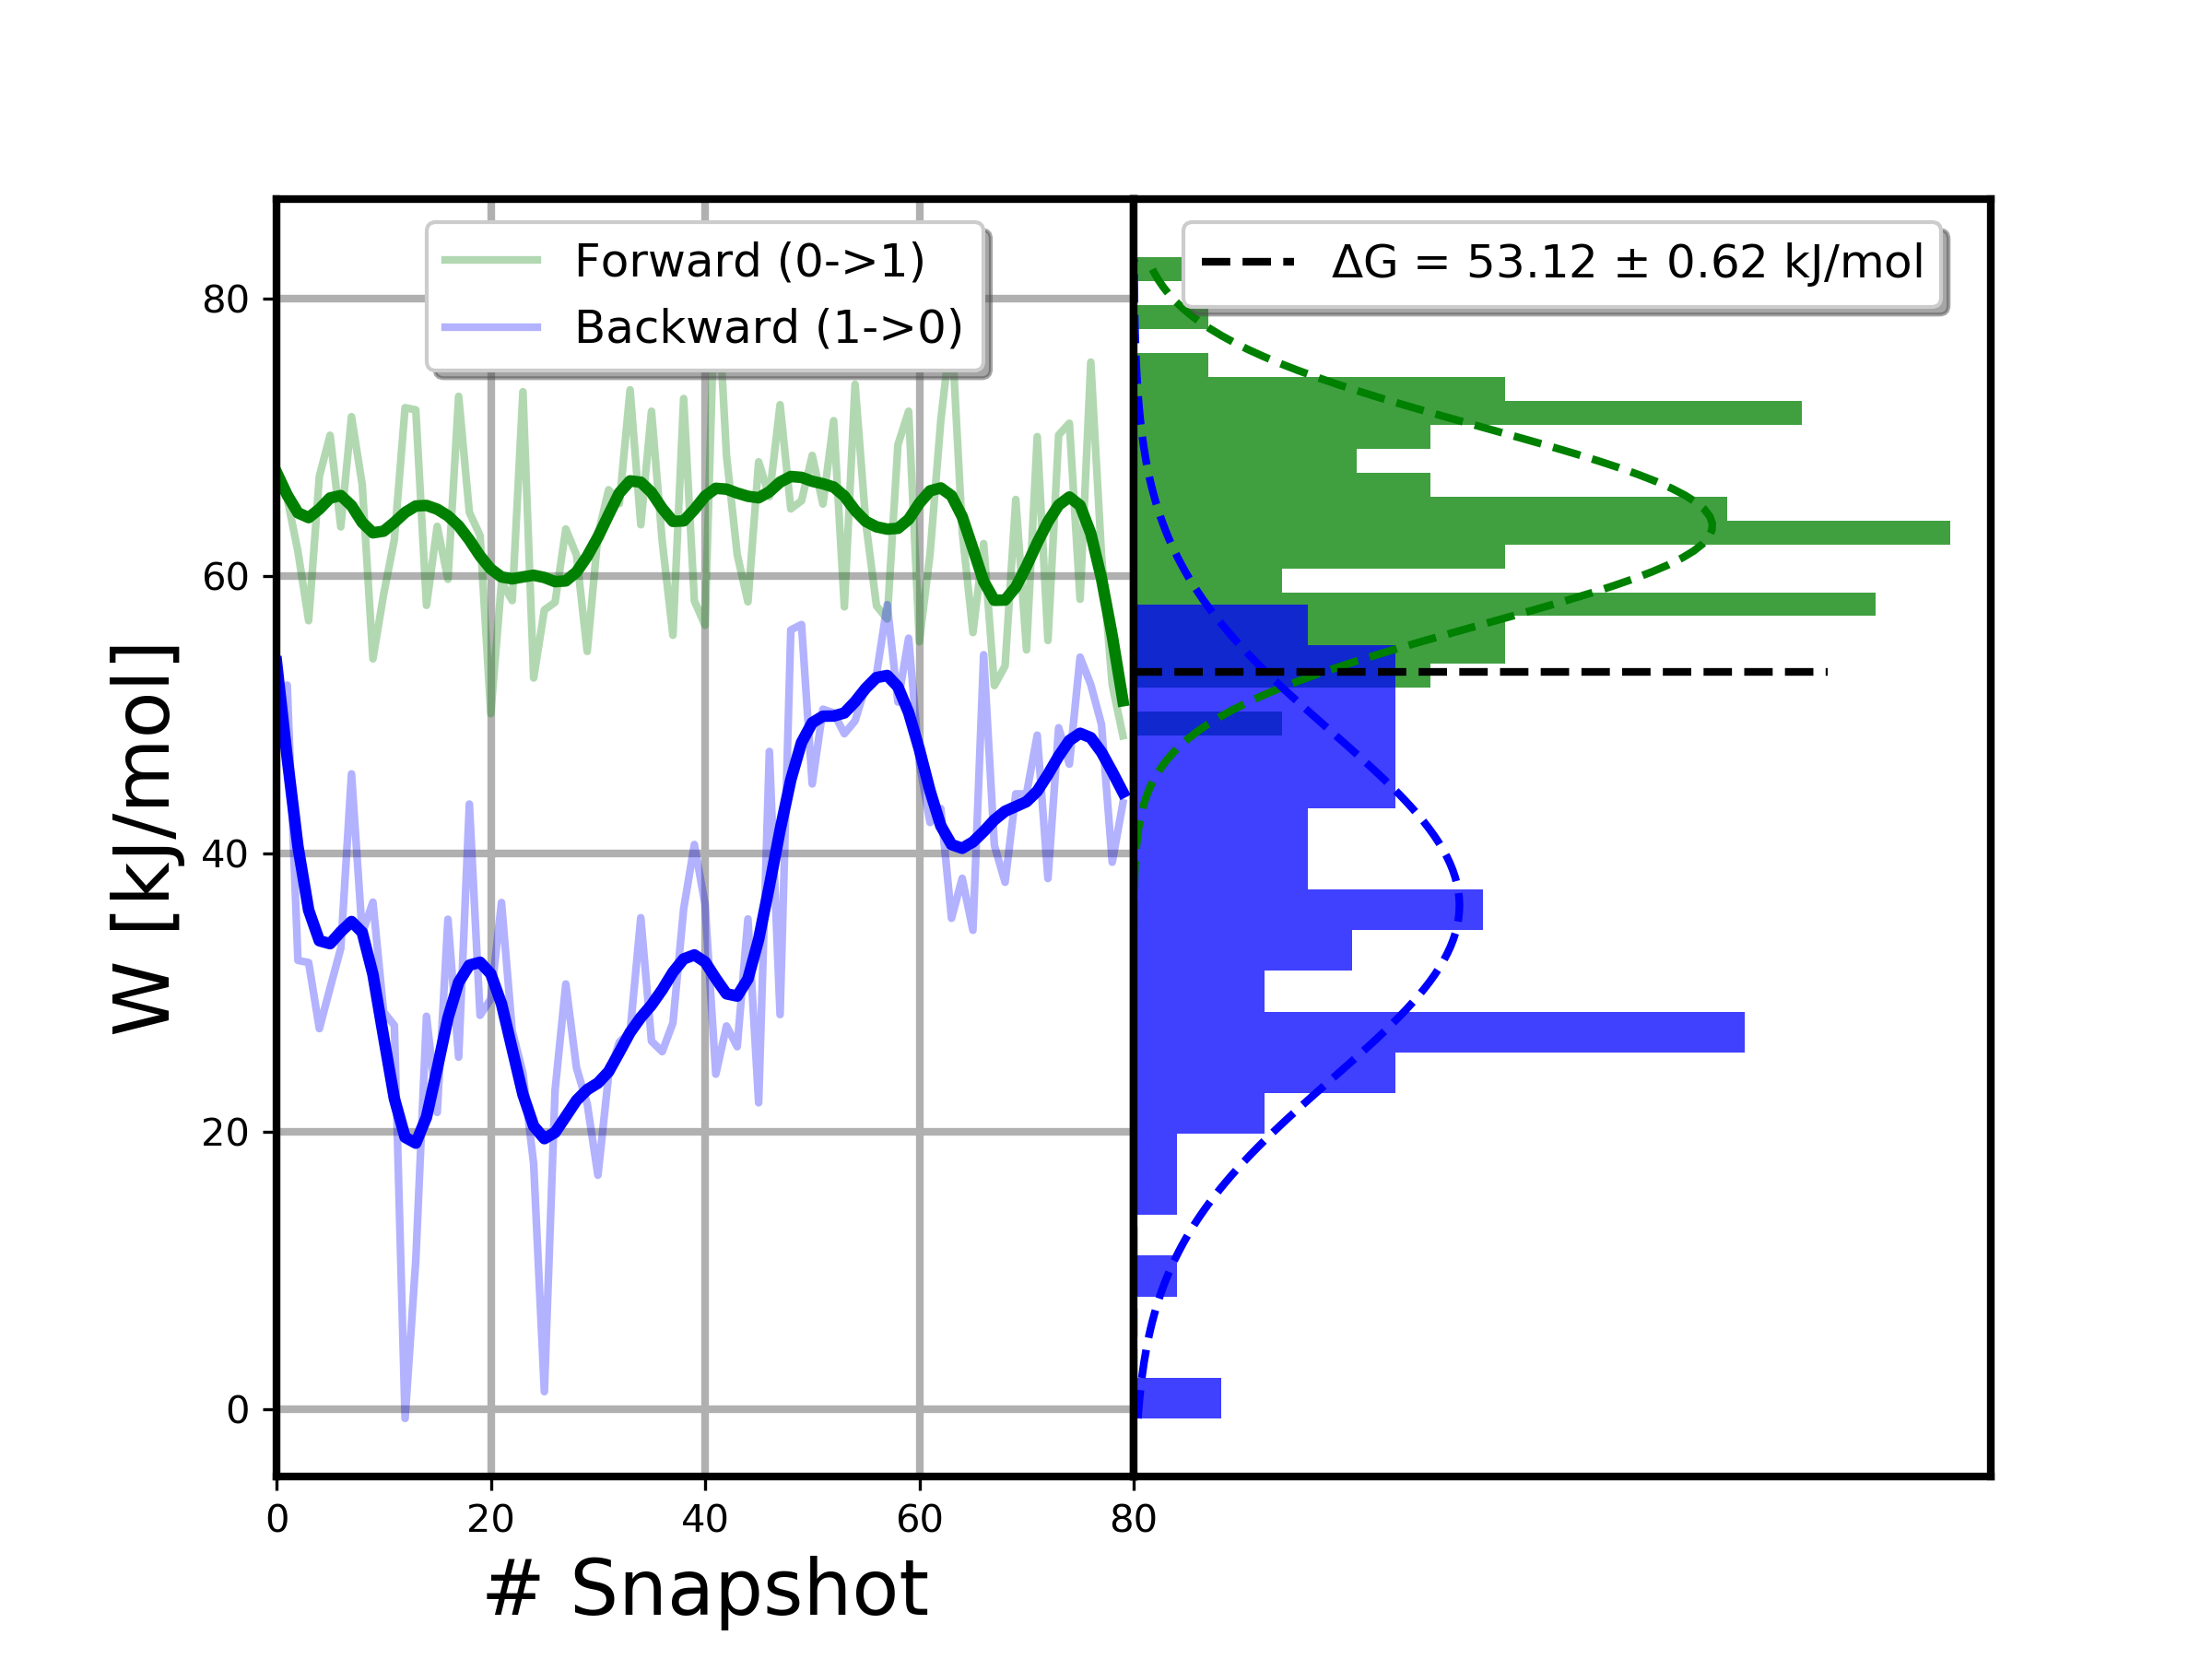 Forward (0->1)
Backward (1->0)
ΔG = 53.12 ± 0.62 kJ/mol
W [kJ/mol]
80
60
40
20
0
0 20 40 60 80
# Snapshot